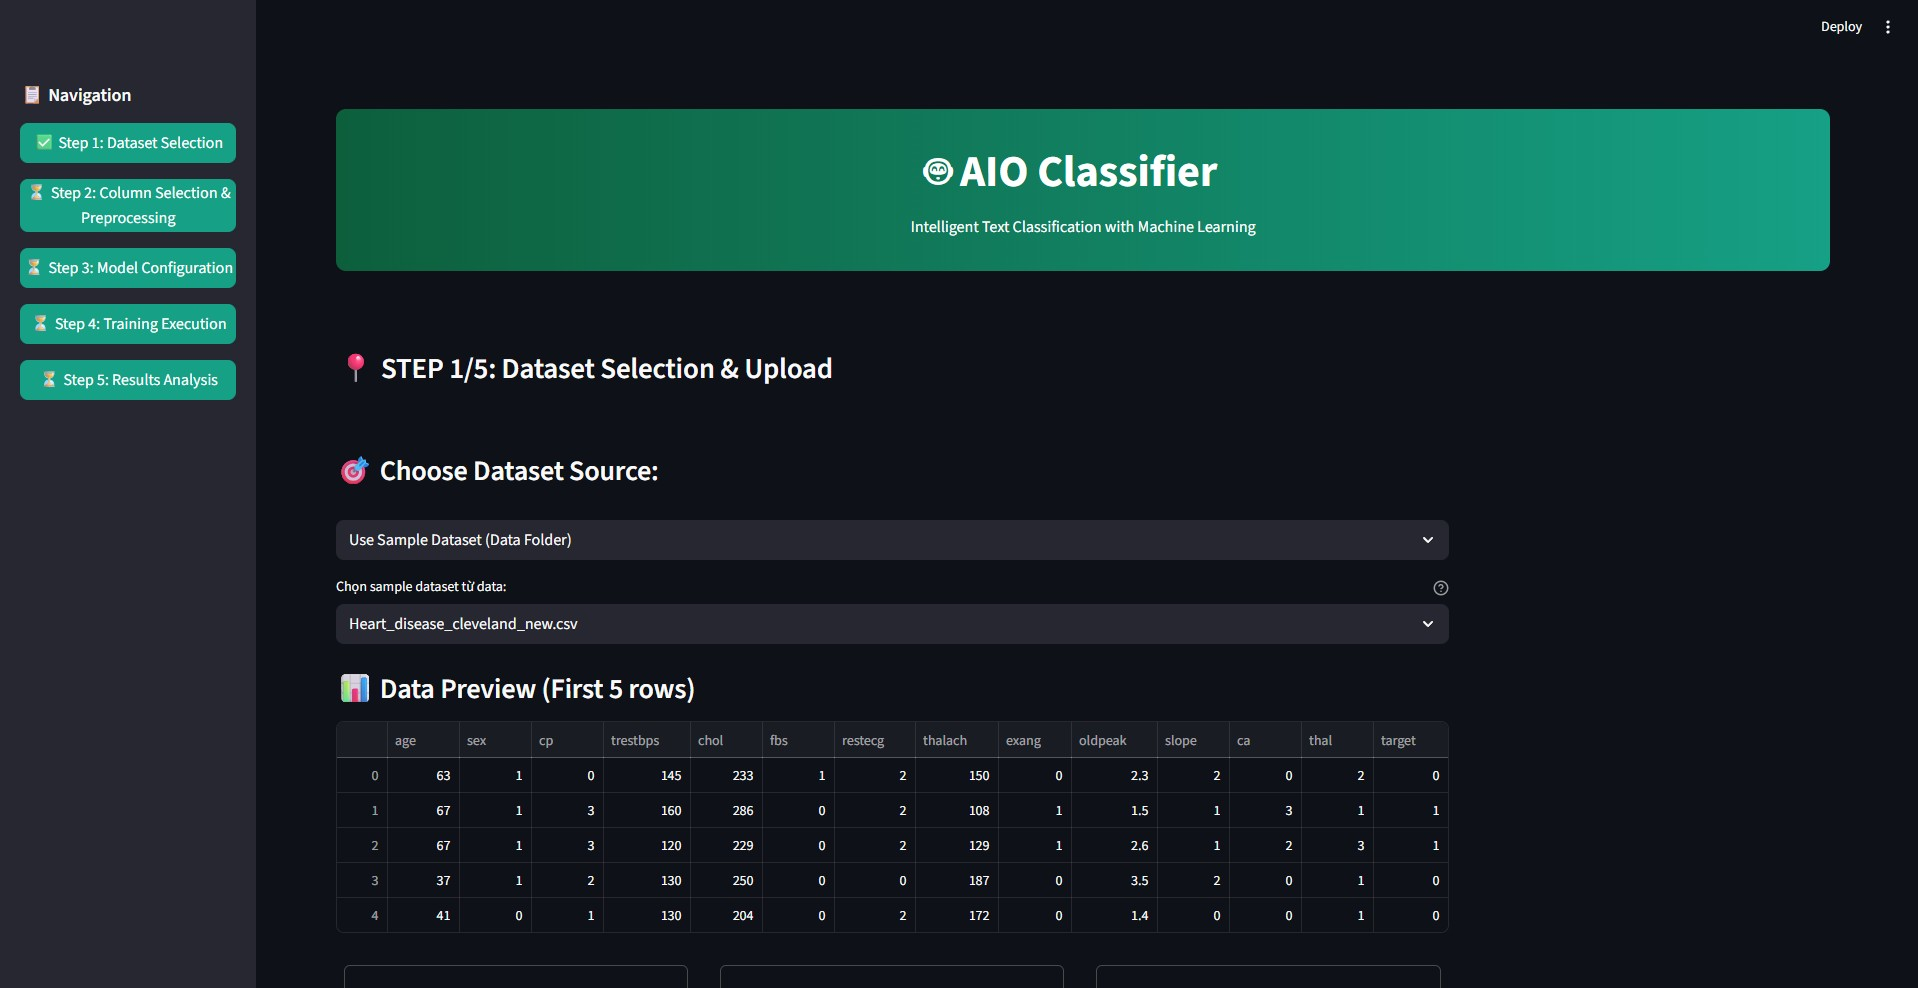 Deploy
Navigation
Step 1: Dataset Selection
Step 2: Column Selection &
Preprocessing
Step 3: Model Configuration
Step 4: Training Execution
Step 5: Results Analysis
AIO Classifier
Intelligent Text Classification with Machine Learning
STEP 1/5: Dataset Selection & Upload
Choose Dataset Source:
Use Sample Dataset (Data Folder)
Chọn sample dataset từ data:
Heart_disease_cleveland_new.csv
Data Preview (First 5 rows)
age sex cp trestbps chol fbs restecg thalach exang oldpeak slope ca thal target
0 63 1 0 145 233 1 2 150 0 2.3 2 0 2 0
1 67 1 3 160 286 0 2 108 1 1.5 1 3 1 1
2 67 1 3 120 229 0 2 129 1 2.6 1 2 3 1
3 37 1 2 130 250 0 0 187 0 3.5 2 0 1 0
4 41 0 1 130 204 0 2 172 0 1.4 0 0 1 0